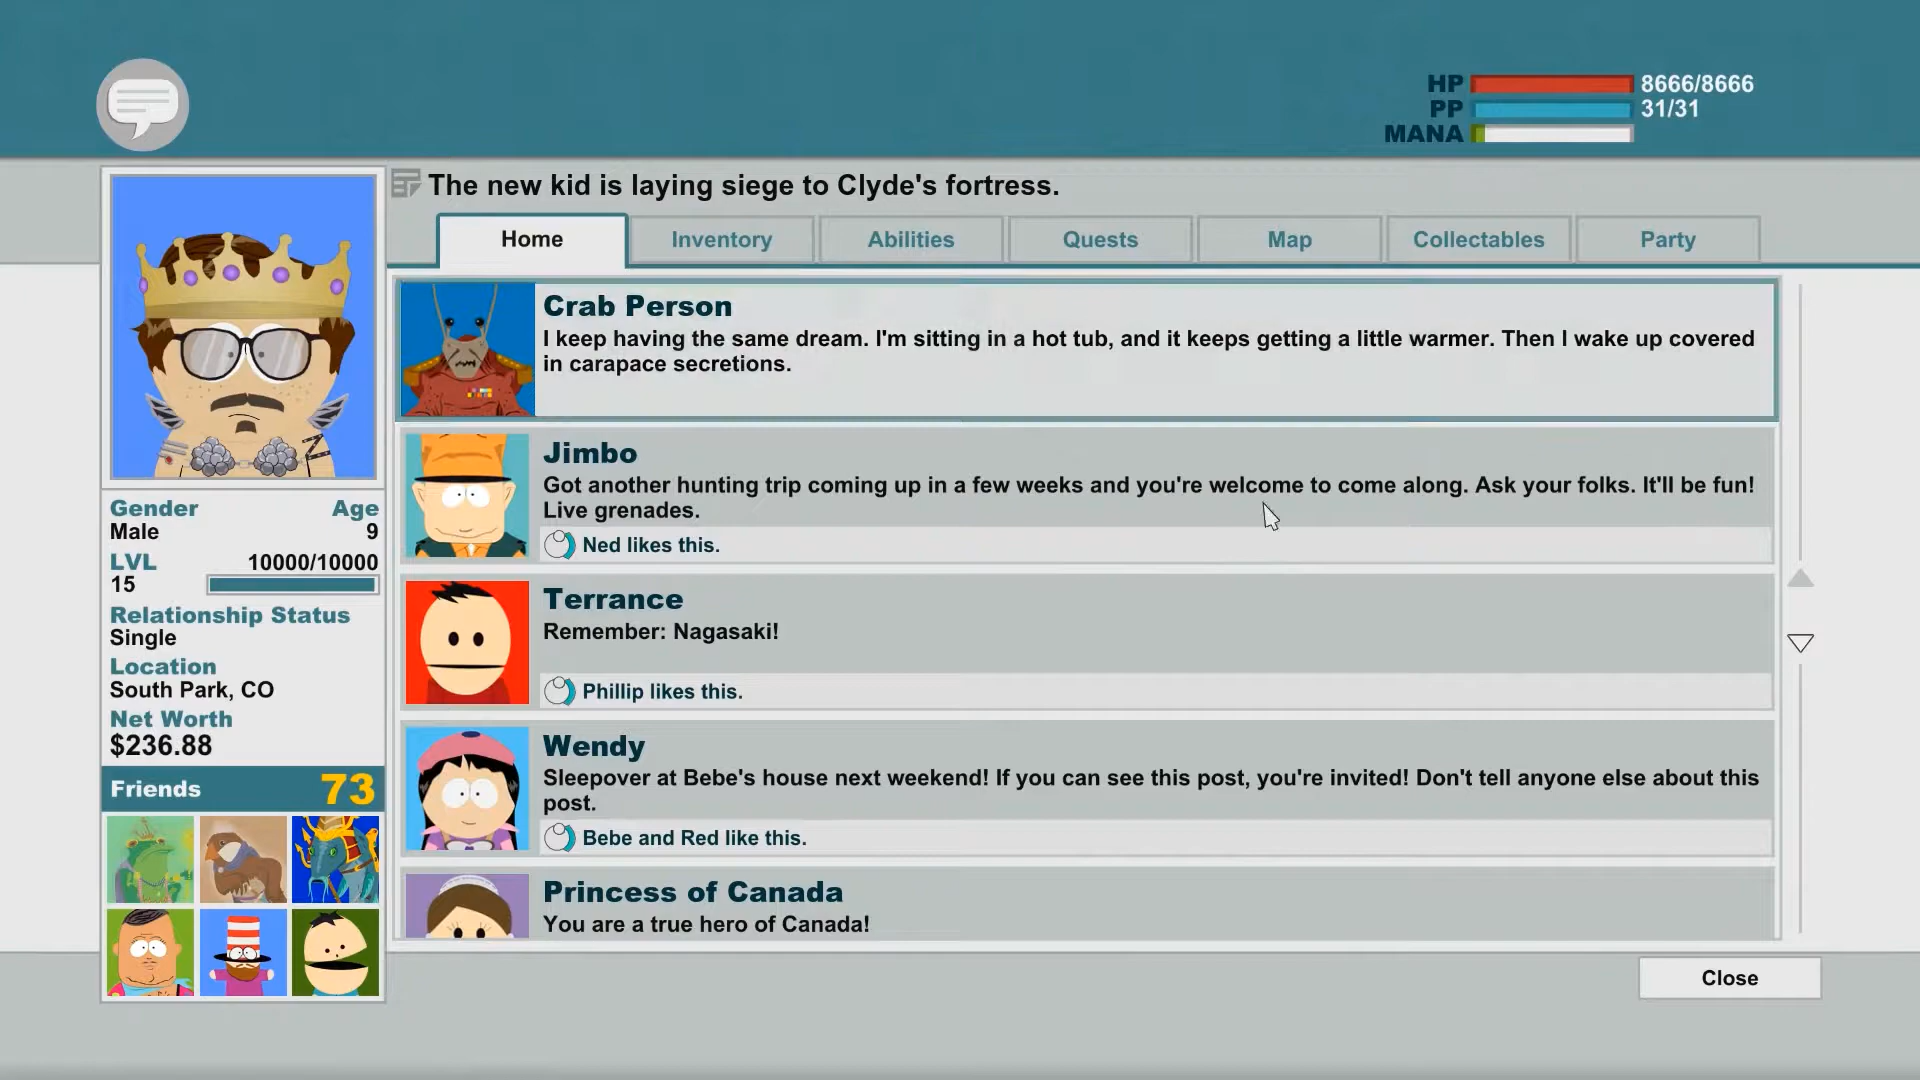 HP 8666/8666
PP 31/31
MANA
The new kid is laying siege to Clyde's fortress.
Home Inventory Abilities Quests Map Collectables Party
Gender Age
Male 9
LVL 10000/10000
15
Relationship Status
Single
Location
South Park, CO
Net Worth
$236.88
Friends 73
Crab Person
I keep having the same dream. I'm sitting in a hot tub, and it keeps getting a little warmer. Then I wake up covered
in carapace secretions.
Jimbo
Got another hunting trip coming up in a few weeks and you're welcome to come along. Ask your folks. It'll be fun!
Live grenades.
Ned likes this.
Terrance
Remember: Nagasaki!
Phillip likes this.
Wendy
Sleepover at Bebe's house next weekend! If you can see this post, you're invited! Don't tell anyone else about this
post.
Bebe and Red like this.
Princess of Canada
You are a true hero of Canada!
Close